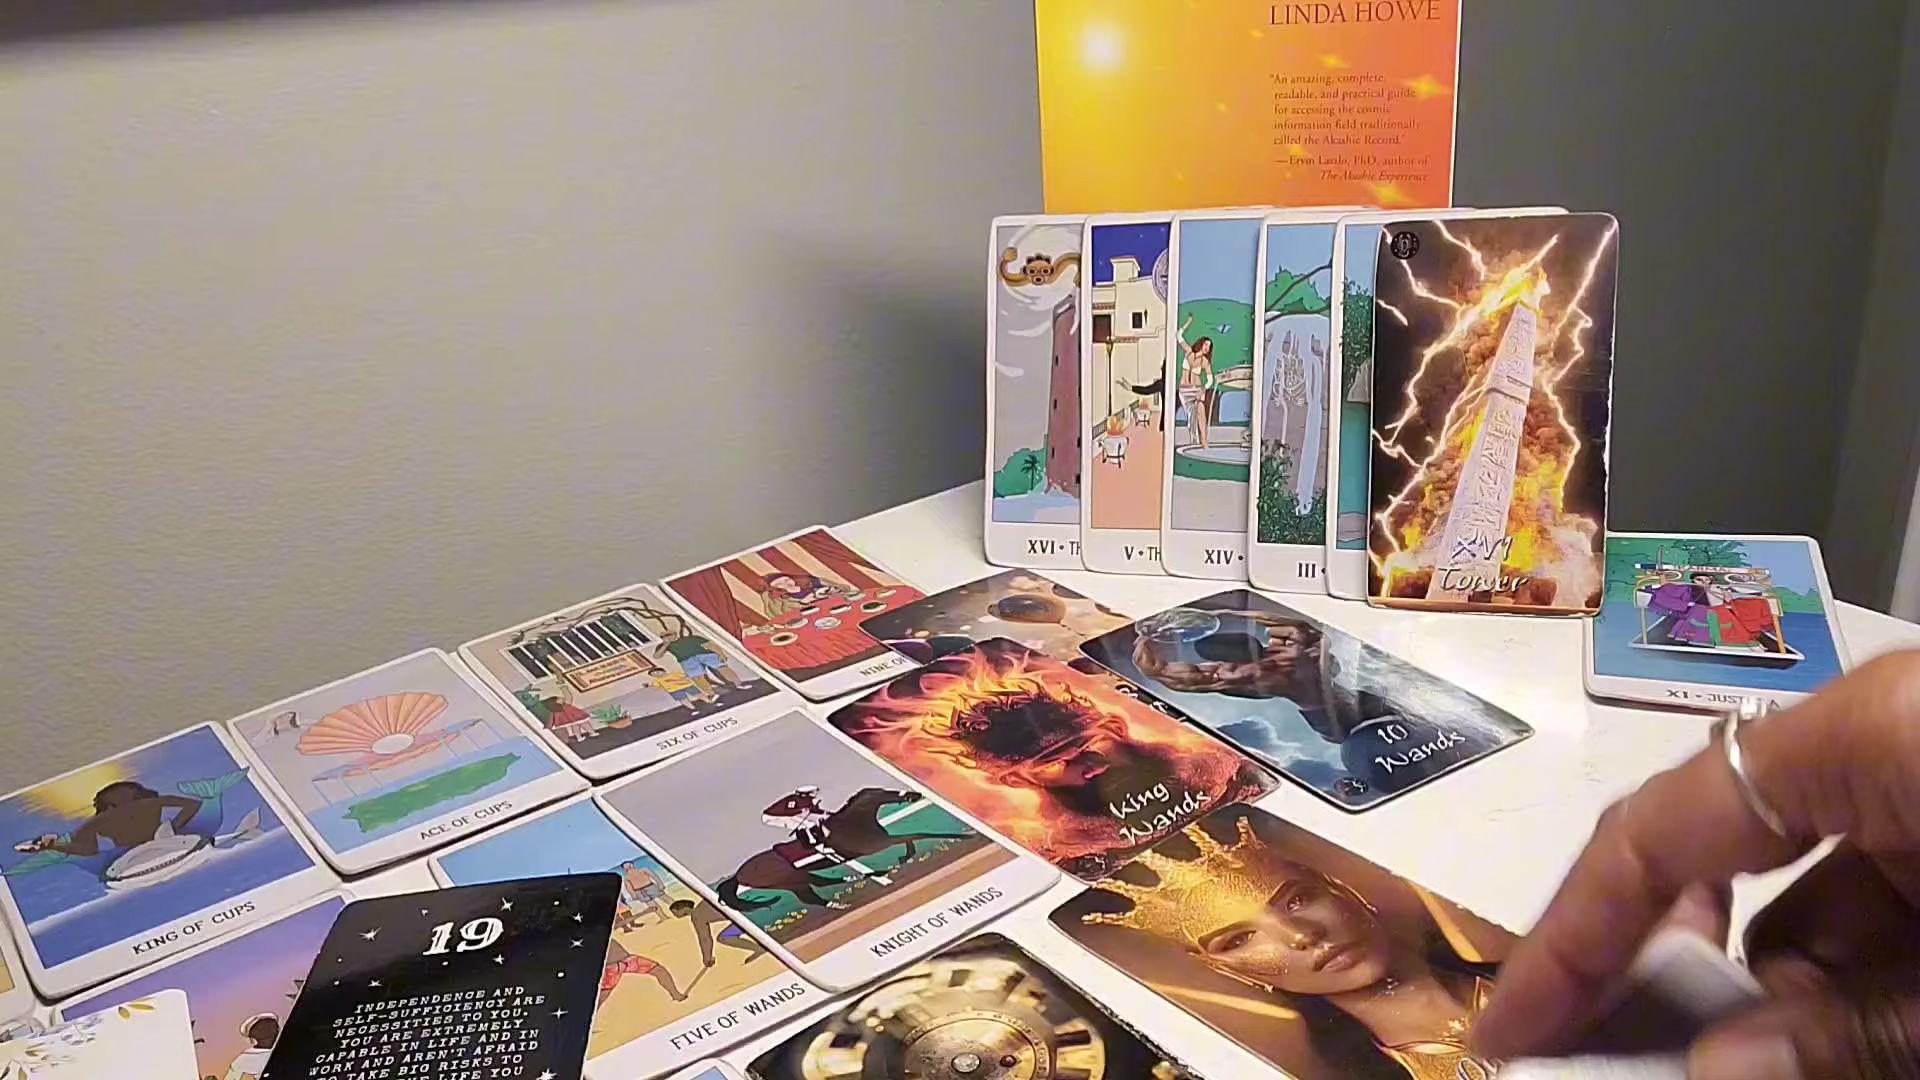 LINDA HOWE
"An amazing, complete,
readable, and practical guide
for accessing the cosmic
information field traditionally
called the Akashic Record."
—Ervin Laszlo, PhD, author of
The Akashic Experience
XVI • TH
V • TH
XIV •
III •
XVI
Tower
XI • JUST
NINE O
SIX OF CUPS
ACE OF CUPS
KING OF CUPS
10
Wands
King
Wands
KNIGHT OF WANDS
FIVE OF WANDS
19
INDEPENDENCE AND
SELF-SUFFICIENCY ARE
NECESSITIES TO YOU.
YOU ARE EXTREMELY
CAPABLE IN LIFE AND IN
WORK AND AREN'T AFRAID
TO TAKE BIG RISKS TO
LIFE YOU